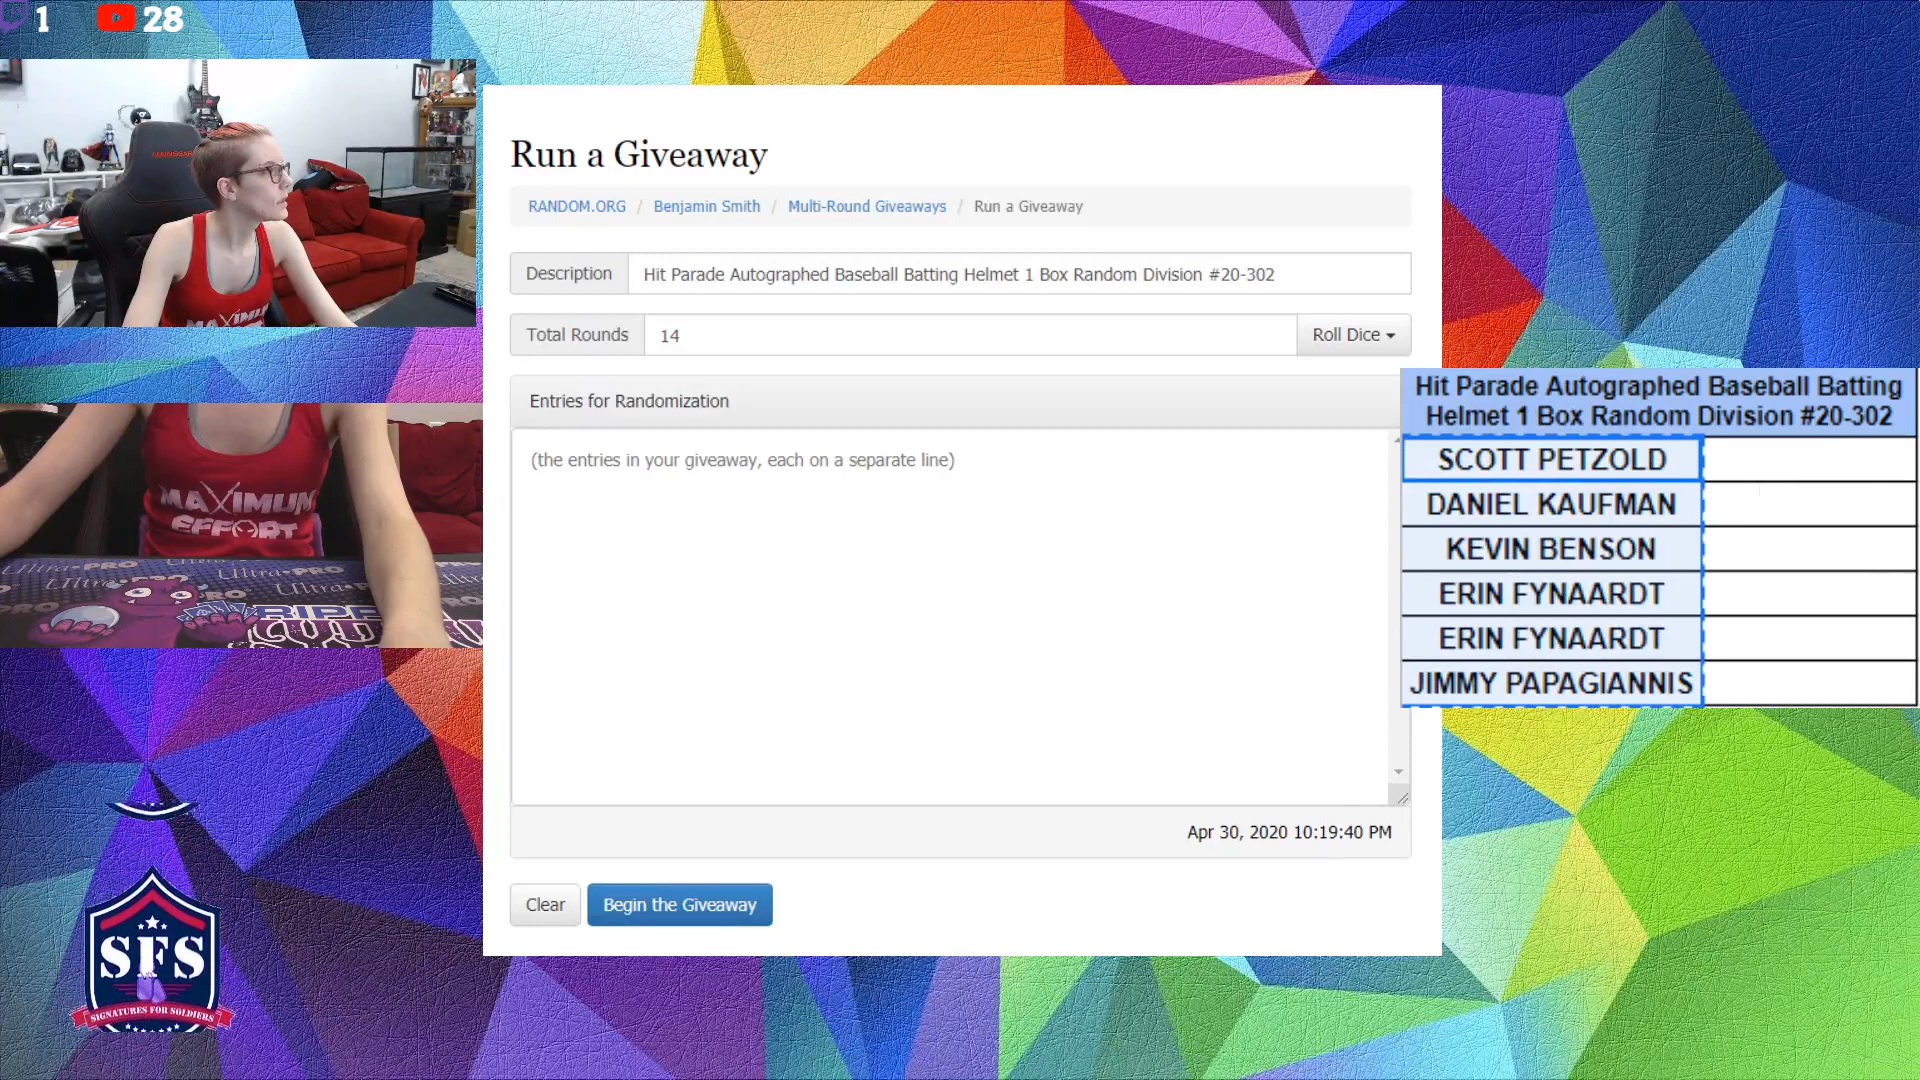 1 28
Run a Giveaway
RANDOM.ORG / Benjamin Smith / Multi-Round Giveaways / Run a Giveaway
Description Hit Parade Autographed Baseball Batting Helmet 1 Box Random Division #20-302
Total Rounds 14 Roll Dice
Entries for Randomization
(the entries in your giveaway, each on a separate line)
Apr 30, 2020 10:19:40 PM
Clear Begin the Giveaway
Hit Parade Autographed Baseball Batting
Helmet 1 Box Random Division #20-302
SCOTT PETZOLD
DANIEL KAUFMAN
KEVIN BENSON
ERIN FYNAARDT
ERIN FYNAARDT
JIMMY PAPAGIANNIS
MAXIMUM
EFFORT
Ultra PRO
SFS
SIGNATURES FOR SOLDIERS